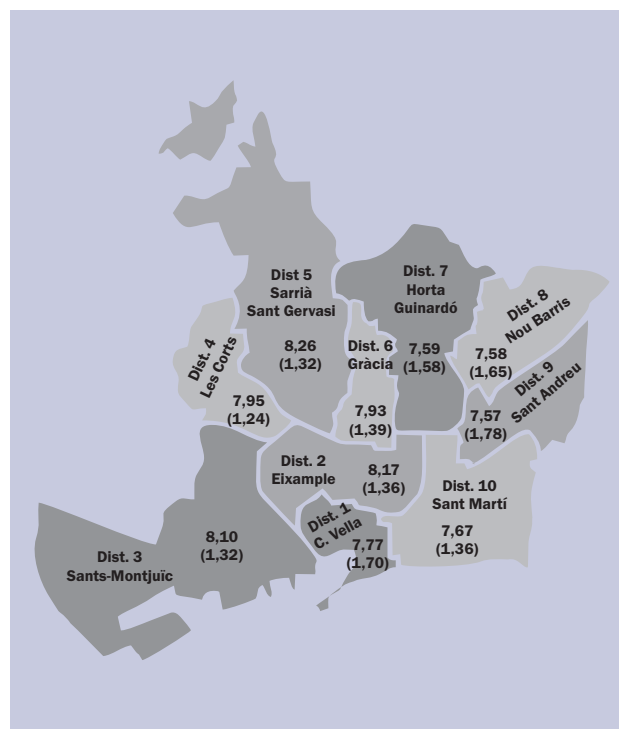 Dist 5
Sarrià
Sant Gervasi
8,26
(1,32)
Dist. 7
Horta
Guinardó
7,59
(1,58)
Dist. 8
Nou Barris
7,58
(1,65)
Dist. 4
Les Corts
7,95
(1,24)
Dist. 6
Gràcia
7,93
(1,39)
Dist. 9
Sant Andreu
7,57
(1,78)
Dist. 2
Eixample
8,17
(1,36)
Dist. 10
Sant Martí
7,67
(1,36)
Dist. 1
C. Vella
7,77
(1,70)
Dist. 3
Sants-Montjuïc
8,10
(1,32)